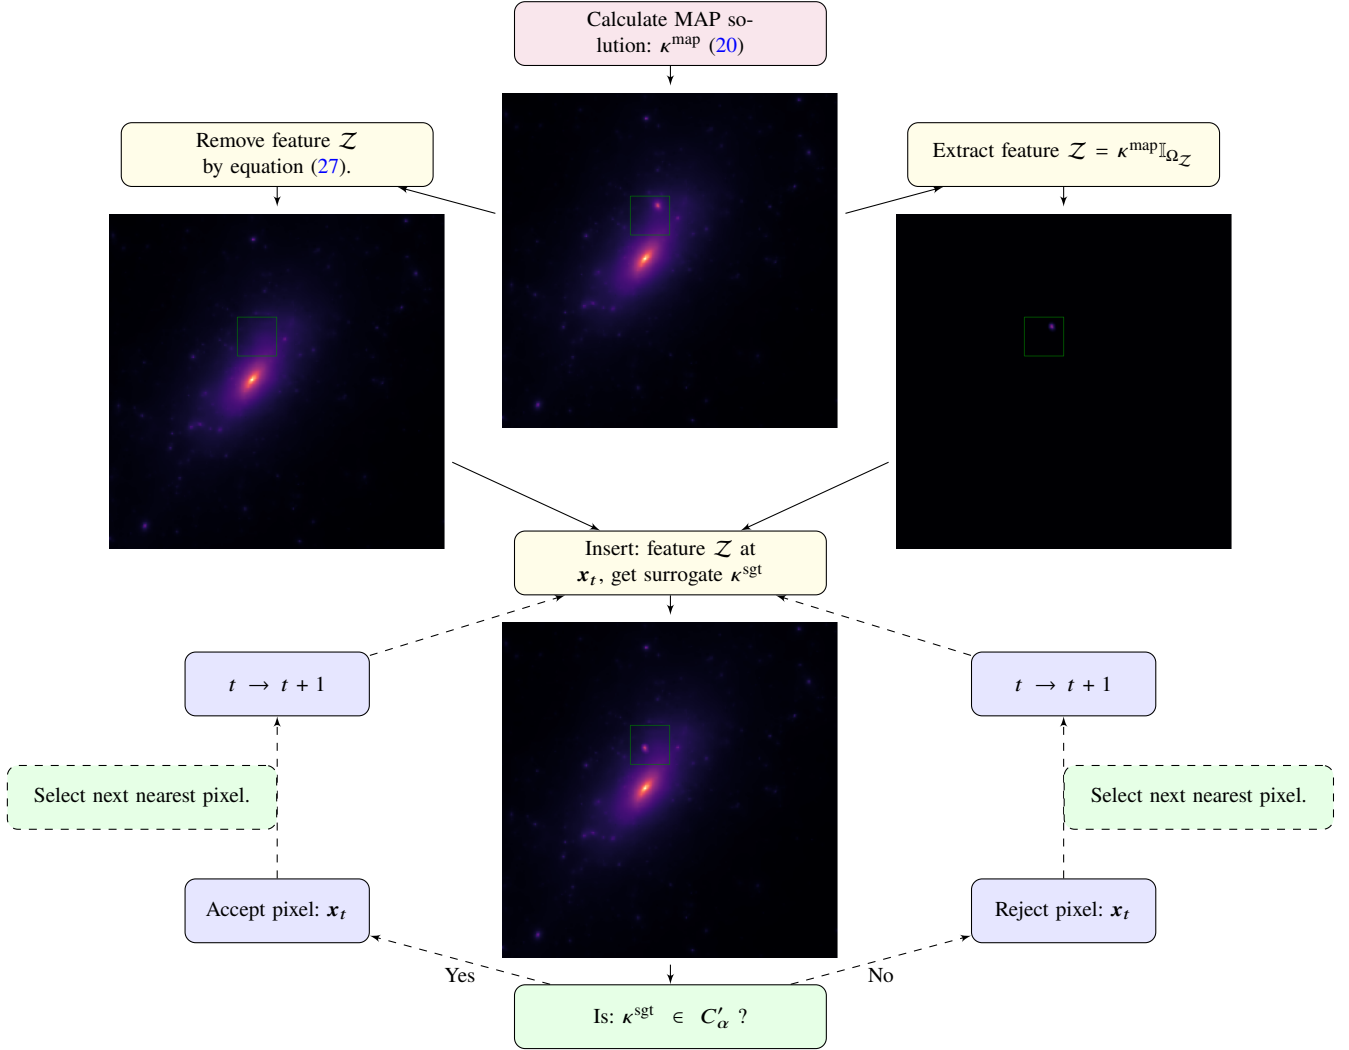 Calculate MAP so-
lution: κ^map (20)
Remove feature 𝒵
by equation (27).
Extract feature 𝒵 = κ^map 𝕀_Ω_𝒵
Insert: feature 𝒵 at
x_t, get surrogate κ^sgt
t → t + 1
t → t + 1
Select next nearest pixel.
Select next nearest pixel.
Accept pixel: x_t
Reject pixel: x_t
Yes
No
Is: κ^sgt ∈ C′_α ?